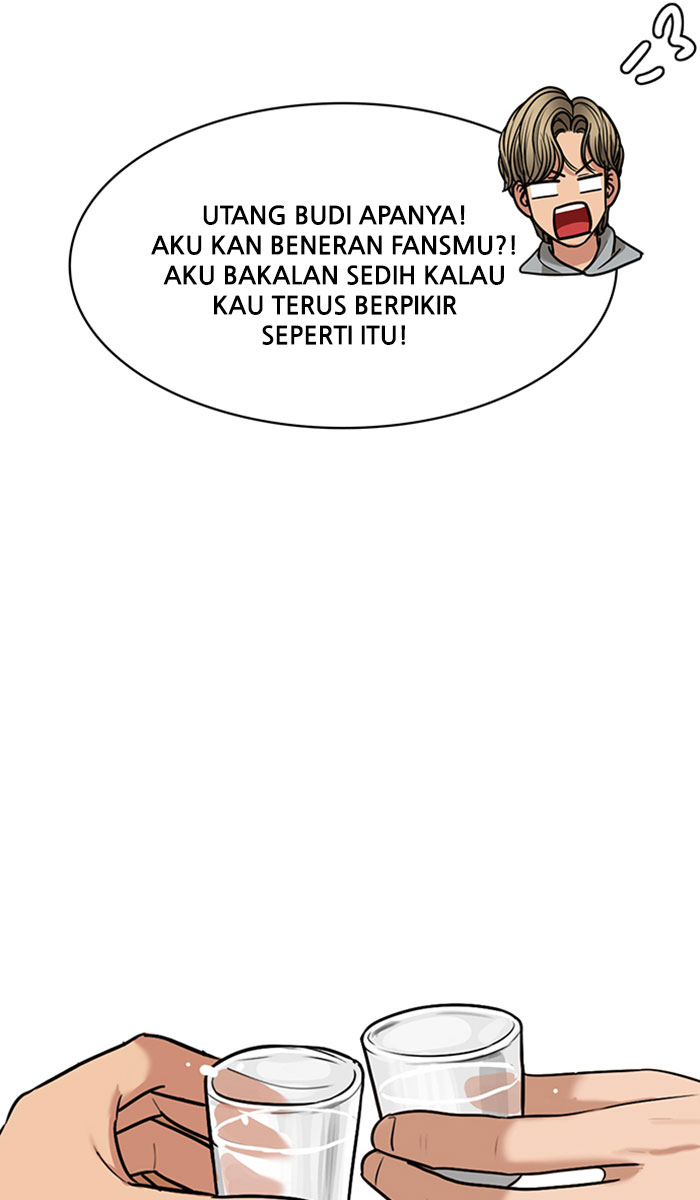 UTANG BUDI APANYA!
AKU KAN BENERAN FANSMU?!
AKU BAKALAN SEDIH KALAU
KAU TERUS BERPIKIR
SEPERTI ITU!